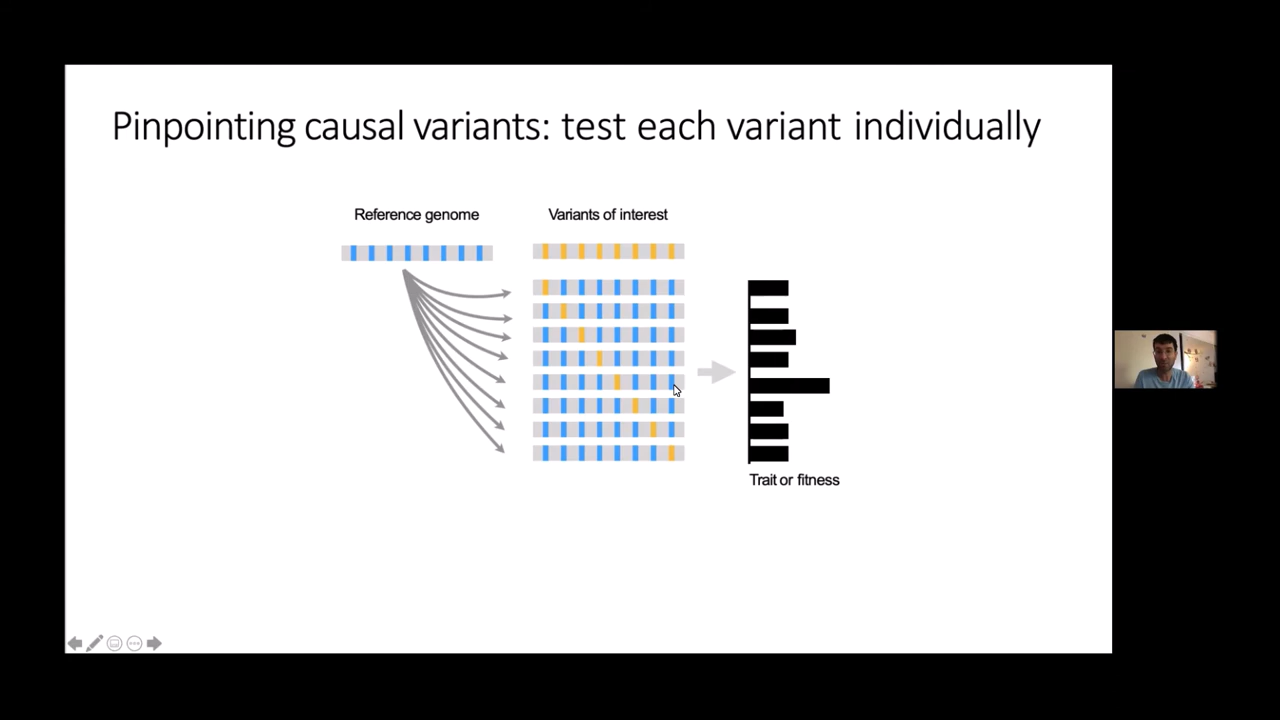 Pinpointing causal variants: test each variant individually
Reference genome
Variants of interest
Trait or fitness